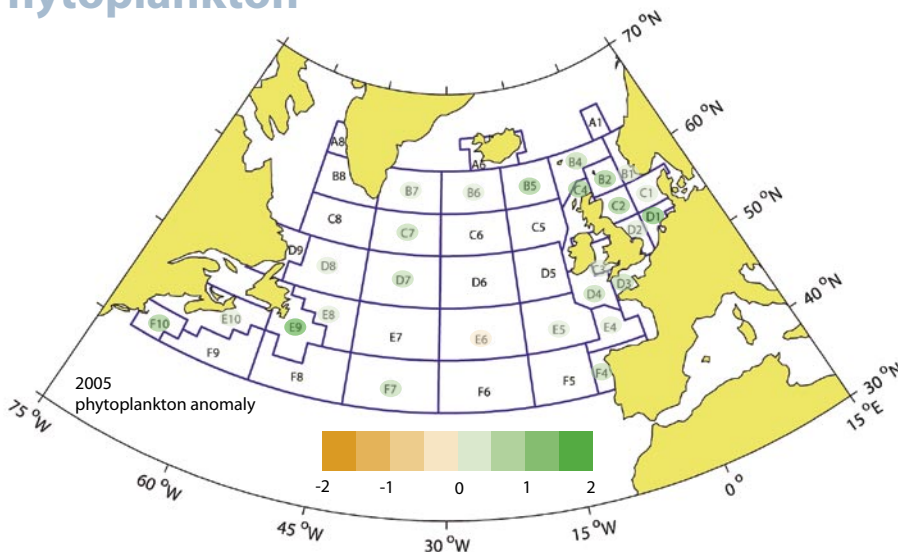 hytoplankton
70 °N
60 °N
50 °N
40 °N
30 °N
15 °E
0 °
15 °W
30 °W
45 °W
60 °W
75 °W
A8
A6
A1
B8
B7
B6
B5
B4
B2
B1
C8
C7
C6
C5
C4
C2
C1
D9
D8
D7
D6
D5
C3
D4
D3
D2
D1
F10
E10
E9
E8
E7
E6
E5
E4
F9
F8
F7
F6
F5
F4
2005
phytoplankton anomaly
-2 -1 0 1 2